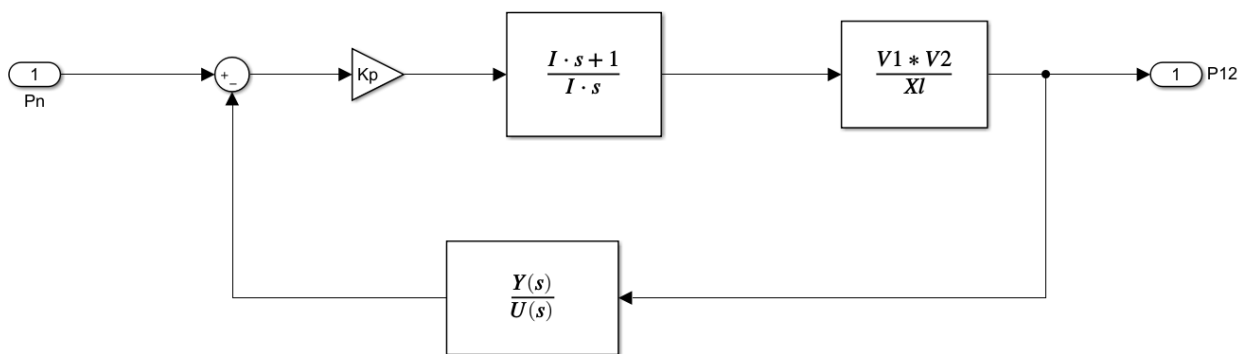 1
Pn
+
−
Kp
I · s + 1
I · s
V1 * V2
Xl
1
P12
Y(s)
U(s)